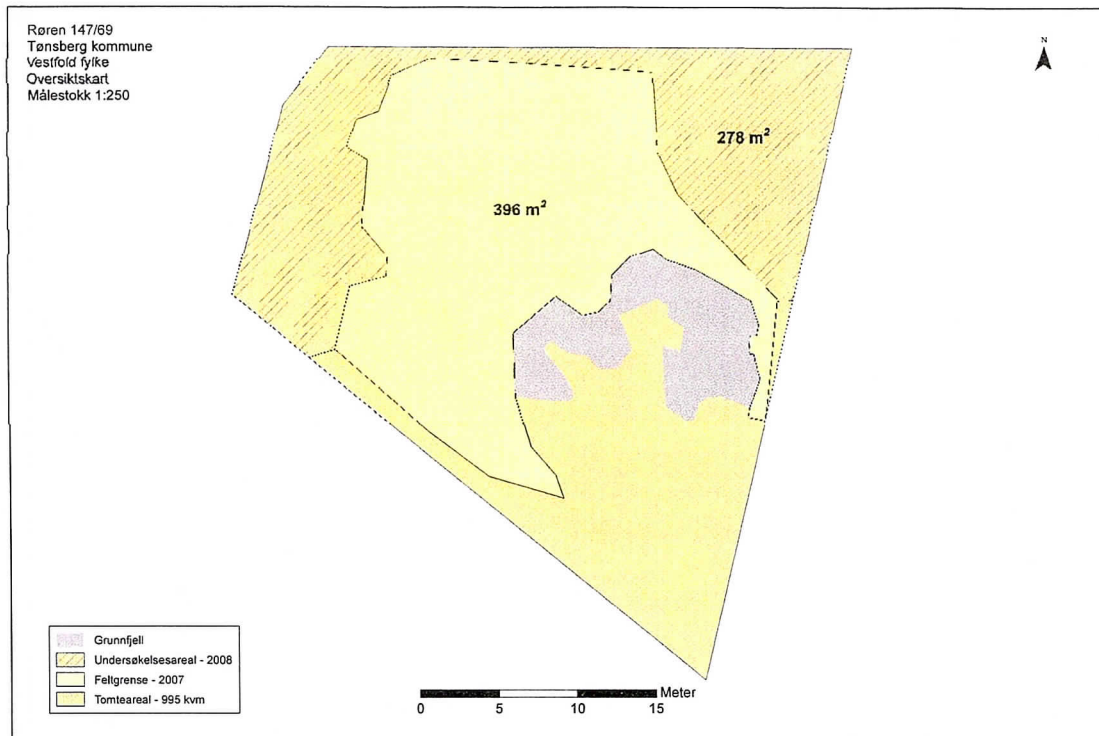 Røren 147/69
Tønsberg kommune
Vestfold fylke
Oversiktskart
Målestokk 1:250
N
278 m²
396 m²
Grunnfjell
Undersøkelsesareal - 2008
Feltgrense - 2007
Tomteareal - 995 kvm
Meter
0 5 10 15